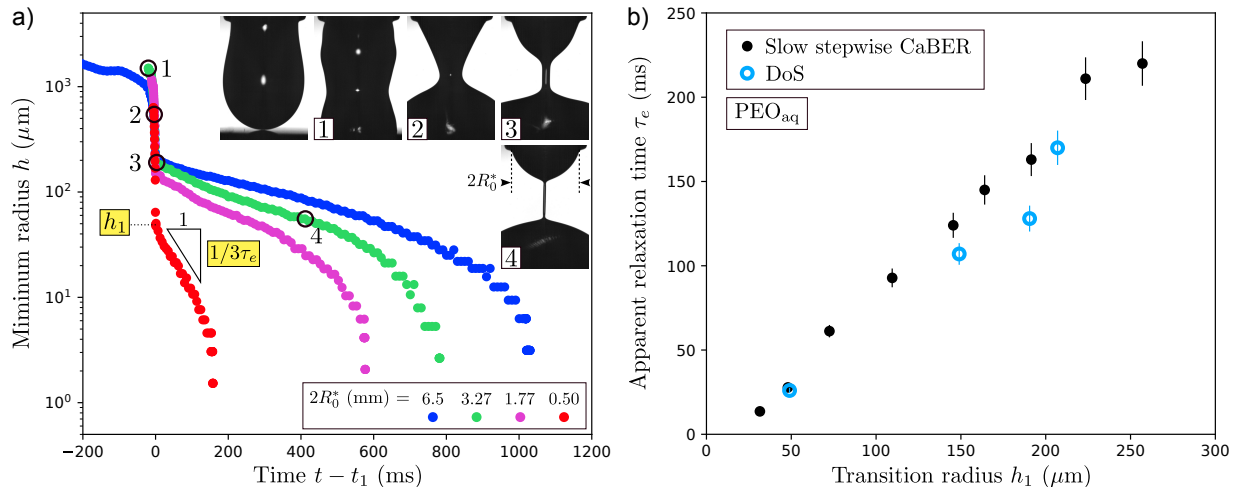 a)
Miminum radius h (μm)
10³
10²
10¹
10⁰
1
2
3
4
h₁
1
1/3τₑ
1
2
3
2R₀*
4
2R₀* (mm) = 6.5 3.27 1.77 0.50
−200 0 200 400 600 800 1000 1200
Time t − t₁ (ms)
b)
Apparent relaxation time τₑ (ms)
250
200
150
100
50
0
Slow stepwise CaBER
DoS
PEOaq
0 50 100 150 200 250 300
Transition radius h₁ (μm)